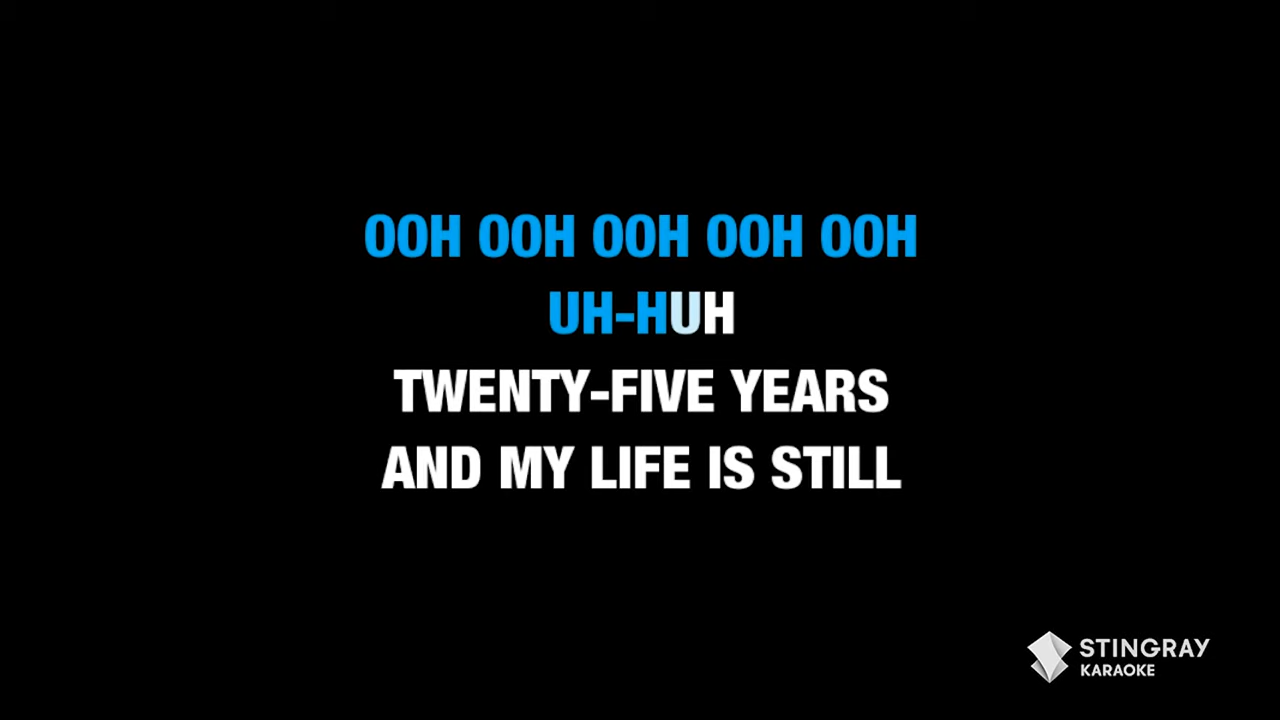 OOH OOH OOH OOH OOH
UH-HUH
TWENTY-FIVE YEARS
AND MY LIFE IS STILL
STINGRAY
KARAOKE